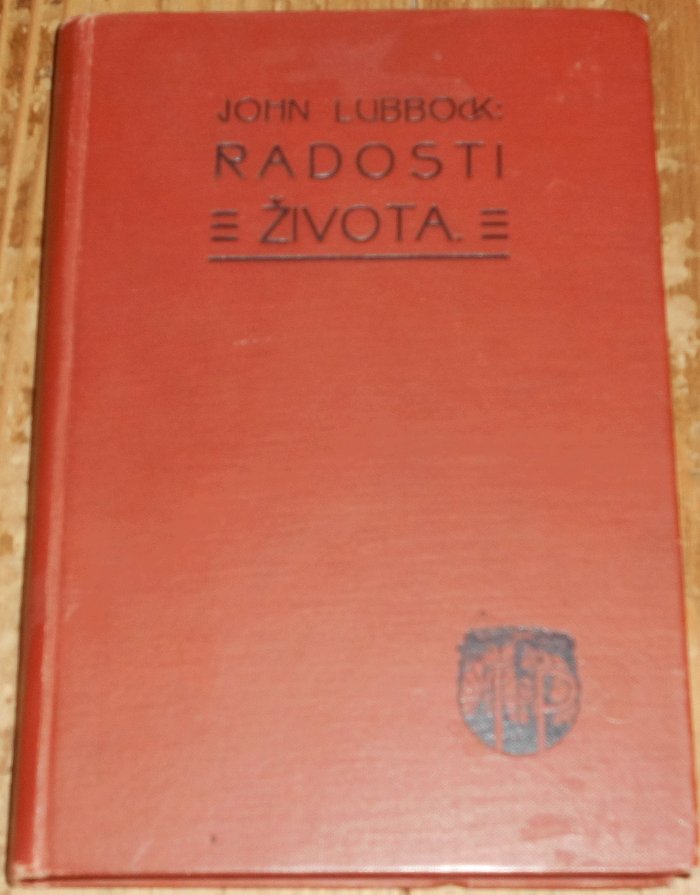 JOHN LUBBOCK:
RADOSTI
ŽIVOTA.